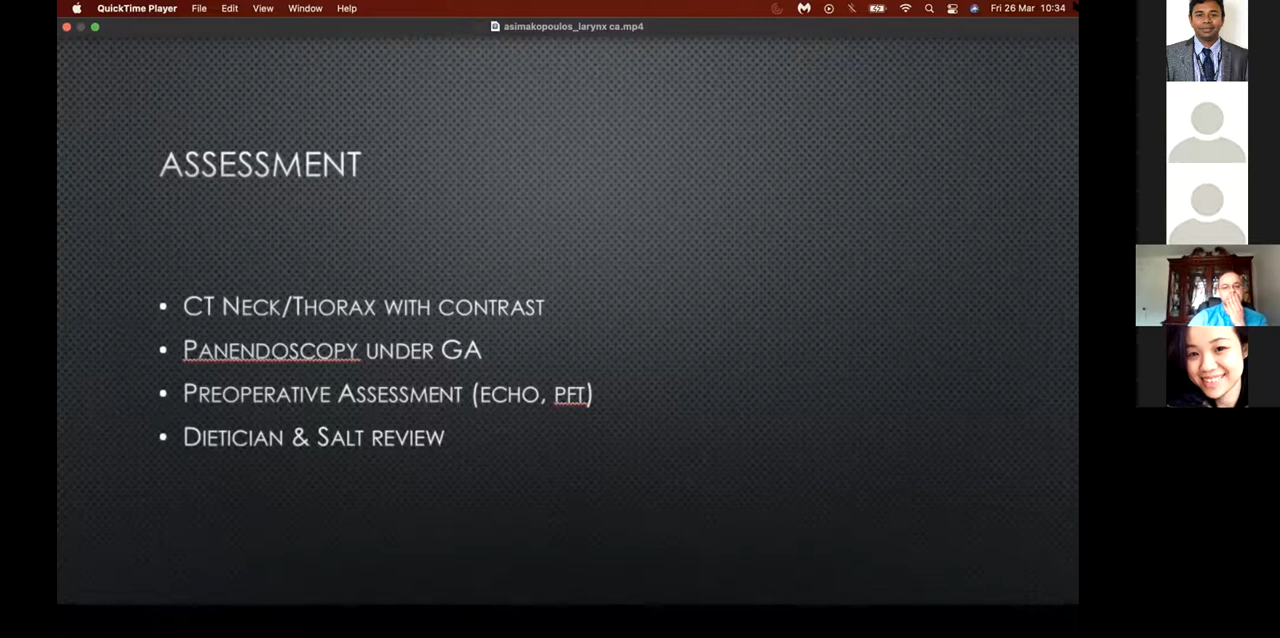 QuickTime Player File Edit View Window Help Fri 26 Mar 10:34
asimakopoulos_larynx ca.mp4
ASSESSMENT
• CT NECK/THORAX WITH CONTRAST
• PANENDOSCOPY UNDER GA
• PREOPERATIVE ASSESSMENT (ECHO, PFT)
• DIETICIAN & SALT REVIEW